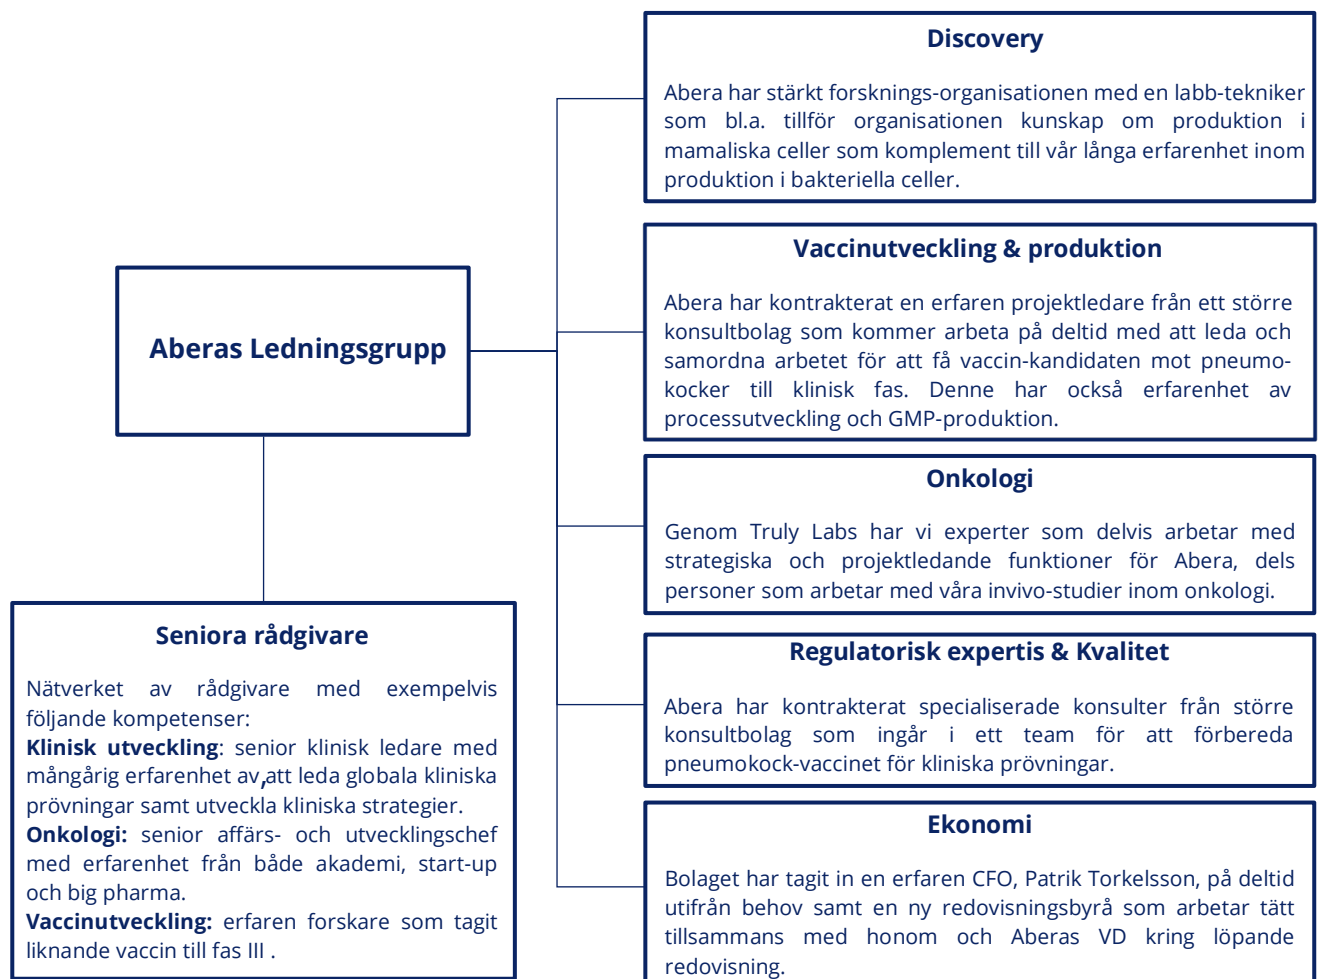 Discovery
Abera har stärkt forsknings-organisationen med en labb-tekniker
som bl.a. tillför organisationen kunskap om produktion i
mamaliska celler som komplement till vår långa erfarenhet inom
produktion i bakteriella celler.
Vaccinutveckling & produktion
Abera har kontrakterat en erfaren projektledare från ett större
konsultbolag som kommer arbeta på deltid med att leda och
samordna arbetet för att få vaccin-kandidaten mot pneumo-
kocker till klinisk fas. Denne har också erfarenhet av
processutveckling och GMP-produktion.
Aberas Ledningsgrupp
Onkologi
Genom Truly Labs har vi experter som delvis arbetar med
strategiska och projektledande funktioner för Abera, dels
personer som arbetar med våra invivo-studier inom onkologi.
Regulatorisk expertis & Kvalitet
Abera har kontrakterat specialiserade konsulter från större
konsultbolag som ingår i ett team för att förbereda
pneumokock-vaccinet för kliniska prövningar.
Ekonomi
Bolaget har tagit in en erfaren CFO, Patrik Torkelsson, på deltid
utifrån behov samt en ny redovisningsbyrå som arbetar tätt
tillsammans med honom och Aberas VD kring löpande
redovisning.
Seniora rådgivare
Nätverket av rådgivare med exempelvis
följande kompetenser:
Klinisk utveckling: senior klinisk ledare med
mångårig erfarenhet av,att leda globala kliniska
prövningar samt utveckla kliniska strategier.
Onkologi: senior affärs- och utvecklingschef
med erfarenhet från både akademi, start-up
och big pharma.
Vaccinutveckling: erfaren forskare som tagit
liknande vaccin till fas III .